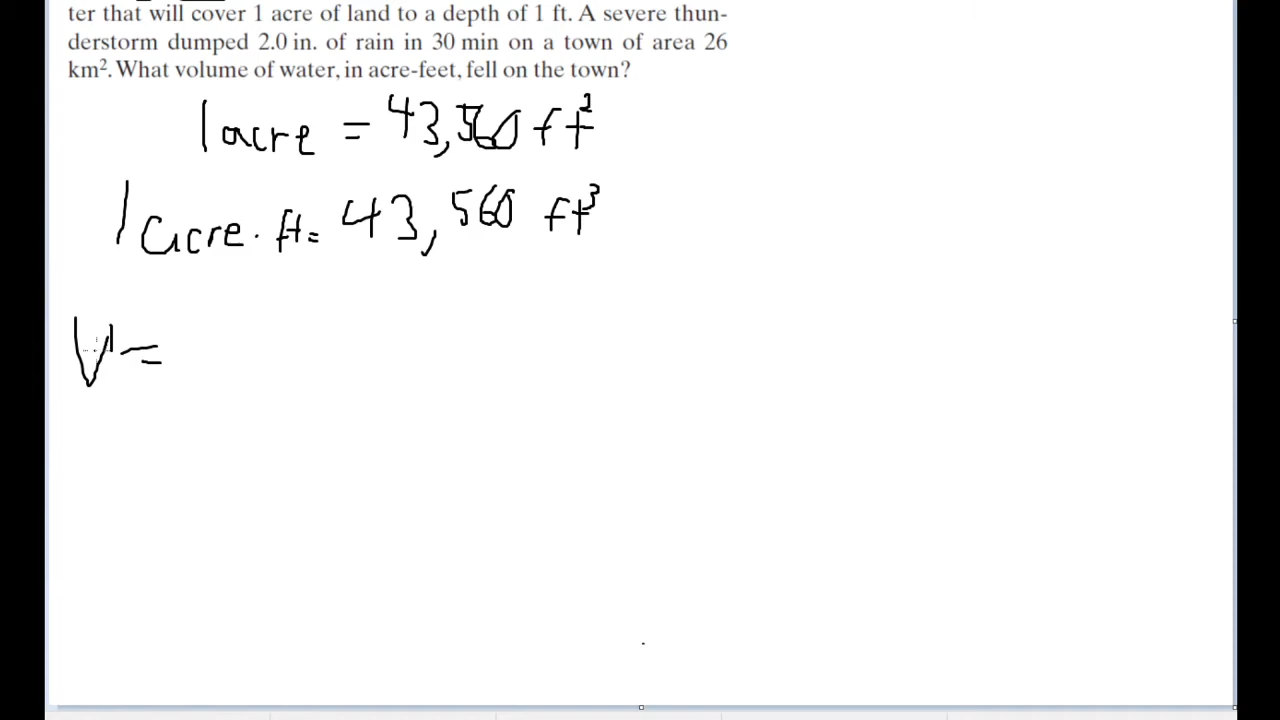 ter that will cover 1 acre of land to a depth of 1 ft. A severe thun-
derstorm dumped 2.0 in. of rain in 30 min on a town of area 26
km². What volume of water, in acre-feet, fell on the town?
1 acre = 43,560 ft²
1 acre·ft = 43,560 ft³
V =